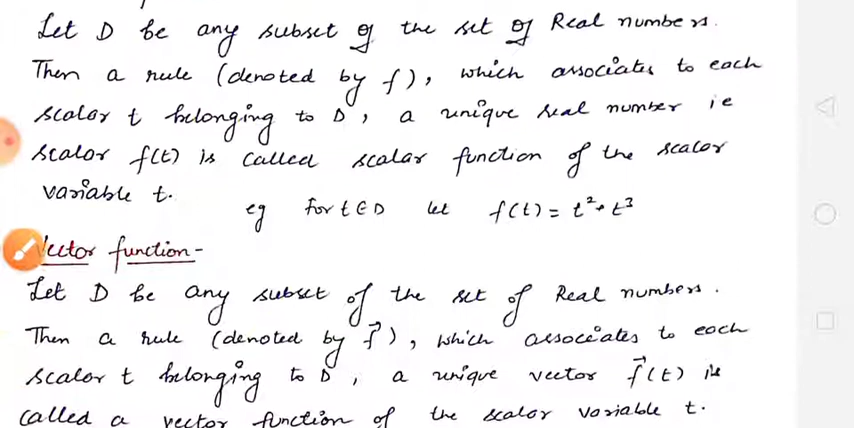 Let D be any subset of the set of Real numbers.
Then a rule (denoted by f), which associates to each
scalar t belonging to D, a unique real number ie
scalar f(t) is called scalar function of the scalar
variable t.
eg for t ∈ D let f(t) = t²+ t³
Vector function -
Let D be any subset of the set of Real numbers.
Then a rule (denoted by f⃗), which associates to each
scalar t belonging to D, a unique vector f⃗(t) is
called a vector function of the scalar variable t.